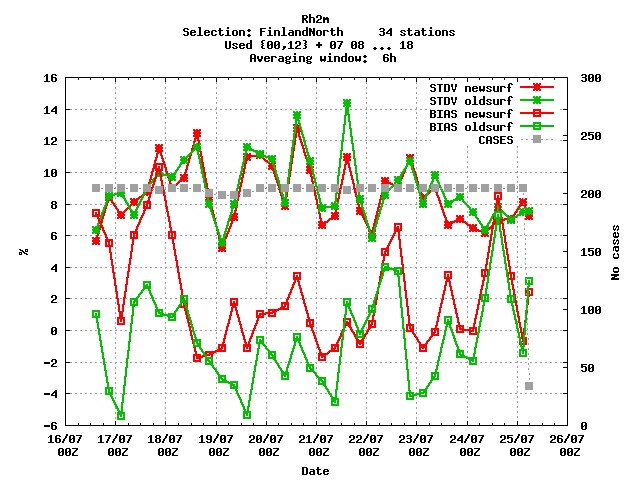 Rh2m
Selection: FinlandNorth 34 stations
Used {00,12} + 07 08 ... 18
Averaging window: 6h
STDV newsurf
STDV oldsurf
BIAS newsurf
BIAS oldsurf
CASES
16
14
12
10
8
6
4
2
0
-2
-4
-6
%
300
250
200
150
100
50
0
No cases
16/07 17/07 18/07 19/07 20/07 21/07 22/07 23/07 24/07 25/07 26/07
00Z 00Z 00Z 00Z 00Z 00Z 00Z 00Z 00Z 00Z 00Z
Date